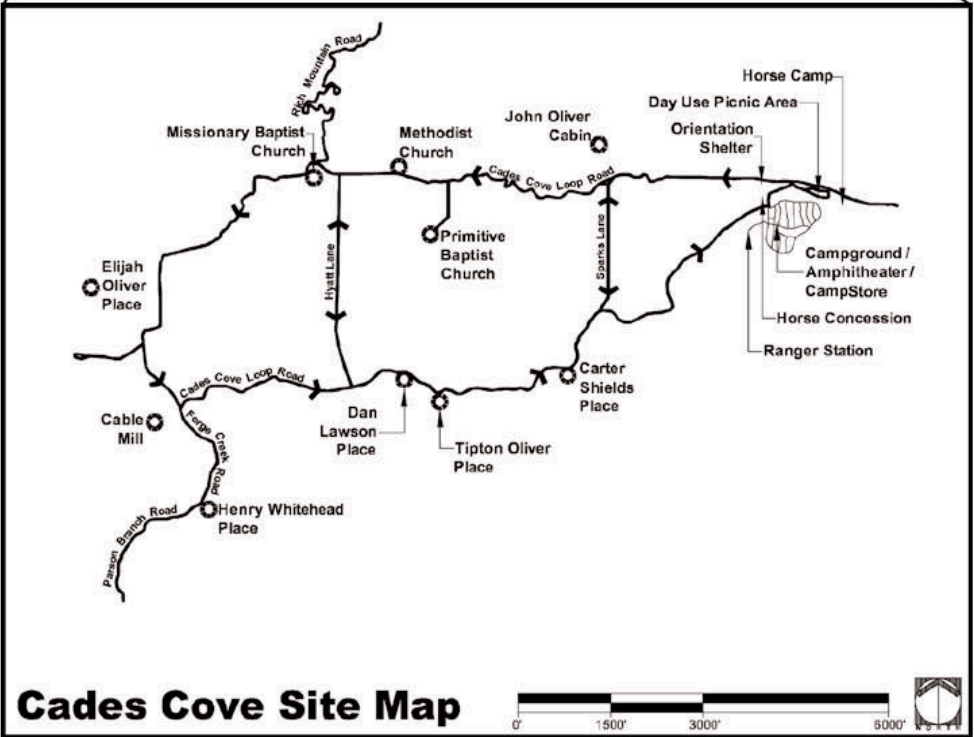 Rich Mountain Road
Horse Camp
Day Use Picnic Area
John Oliver
Cabin
Orientation
Shelter
Missionary Baptist
Church
Methodist
Church
Cades Cove Loop Road
Primitive
Baptist
Church
Hyatt Lane
Sparks Lane
Elijah
Oliver
Place
Campground /
Amphitheater /
CampStore
Horse Concession
Ranger Station
Cades Cove Loop Road
Carter
Shields
Place
Cable
Mill
Forge Creek Road
Dan
Lawson
Place
Tipton Oliver
Place
Henry Whitehead
Place
Parson Branch Road
Cades Cove Site Map
0' 1500' 3000' 6000'
NORTH